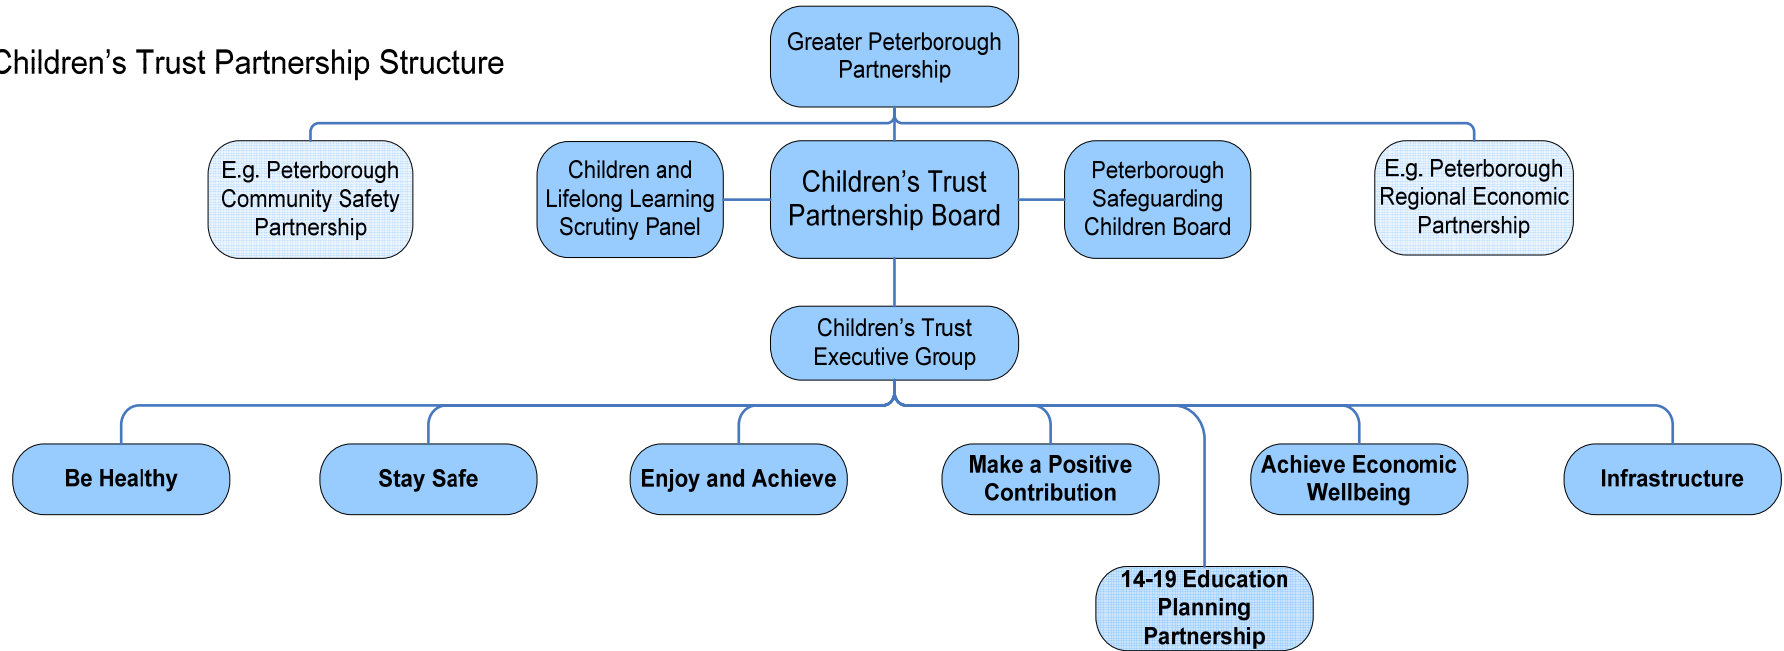 Children’s Trust Partnership Structure
Greater Peterborough
Partnership
E.g. Peterborough
Community Safety
Partnership
Children and
Lifelong Learning
Scrutiny Panel
Children’s Trust
Partnership Board
Peterborough
Safeguarding
Children Board
E.g. Peterborough
Regional Economic
Partnership
Children’s Trust
Executive Group
Be Healthy
Stay Safe
Enjoy and Achieve
Make a Positive
Contribution
Achieve Economic
Wellbeing
Infrastructure
14-19 Education
Planning
Partnership